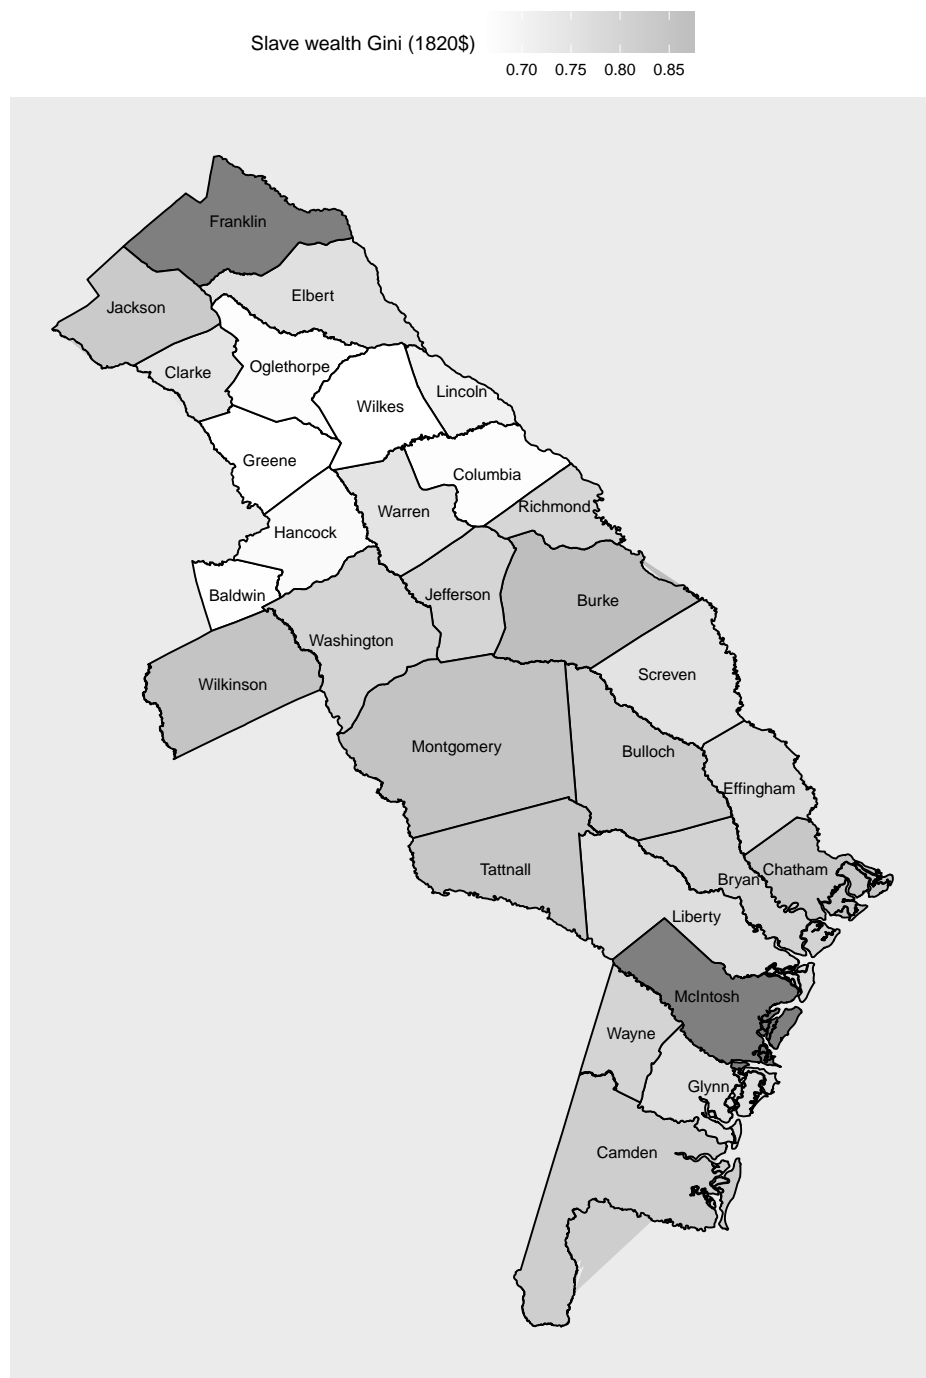 Slave wealth Gini (1820$)
0.70 0.75 0.80 0.85
Franklin
Elbert
Jackson
Oglethorpe
Clarke
Lincoln
Wilkes
Greene
Columbia
Richmond
Warren
Hancock
Jefferson
Baldwin
Burke
Washington
Screven
Wilkinson
Montgomery
Bulloch
Effingham
Tattnall
Chatham
Bryan
Liberty
McIntosh
Wayne
Glynn
Camden